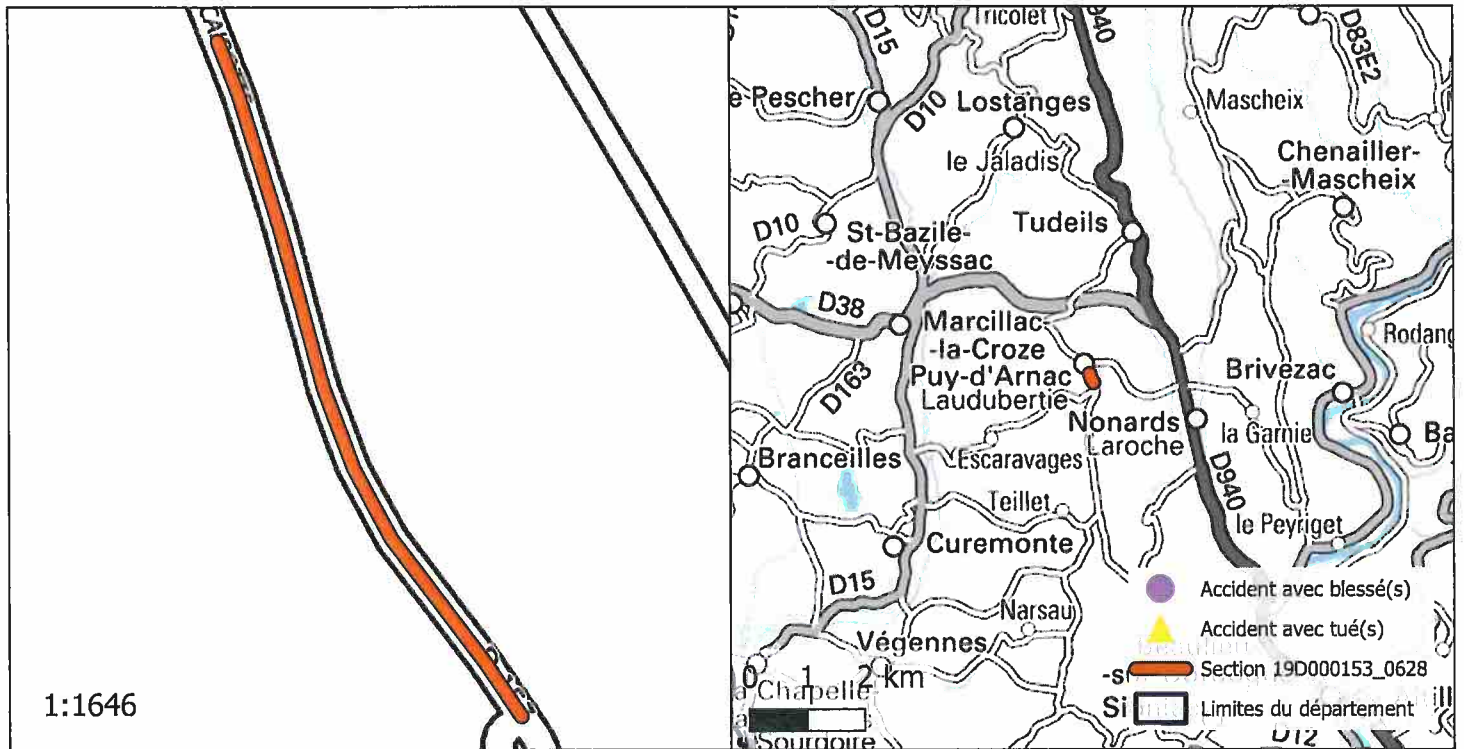 1:1646
D15
Tricolet
D83E2
Pescher
D10
Lostanges
Mascheix
le Jaladis
Chenailler-
-Mascheix
D10
St-Bazile-
-de-Meyssac
Tudeils
D38
Marcillac
-la-Croze
Puy-d'Arnac
Laudubertie
D163
Brivezac
Nonards
Laroche
la Garnie
Branceilles
Escaravages
D940
Teillet
le Peyriget
Curemonte
D15
Narsau
Végennes
0 1 2 km
Accident avec blessé(s)
Accident avec tué(s)
Section 19D000153_0628
Limites du département
D12